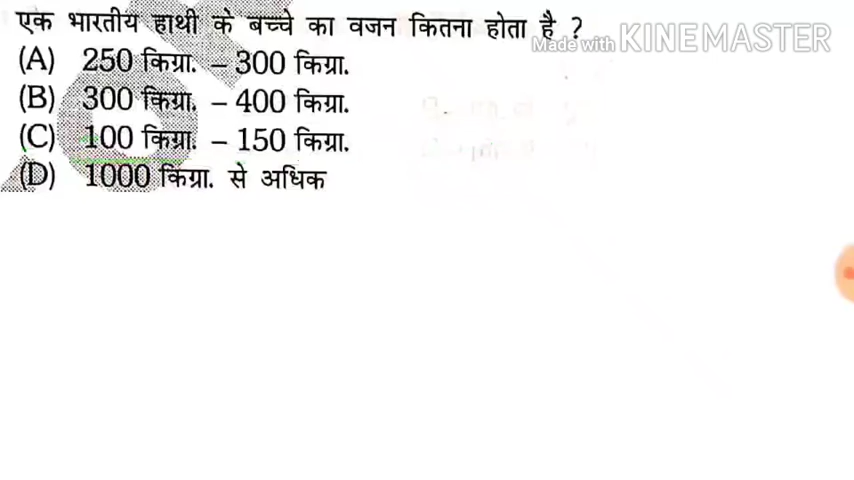 एक भारतीय हाथी के बच्चे का वजन कितना होता है ?
Made with KINEMASTER
(A) 250 किग्रा. – 300 किग्रा.
(B) 300 किग्रा. – 400 किग्रा.
(C) 100 किग्रा. – 150 किग्रा.
(D) 1000 किग्रा. से अधिक